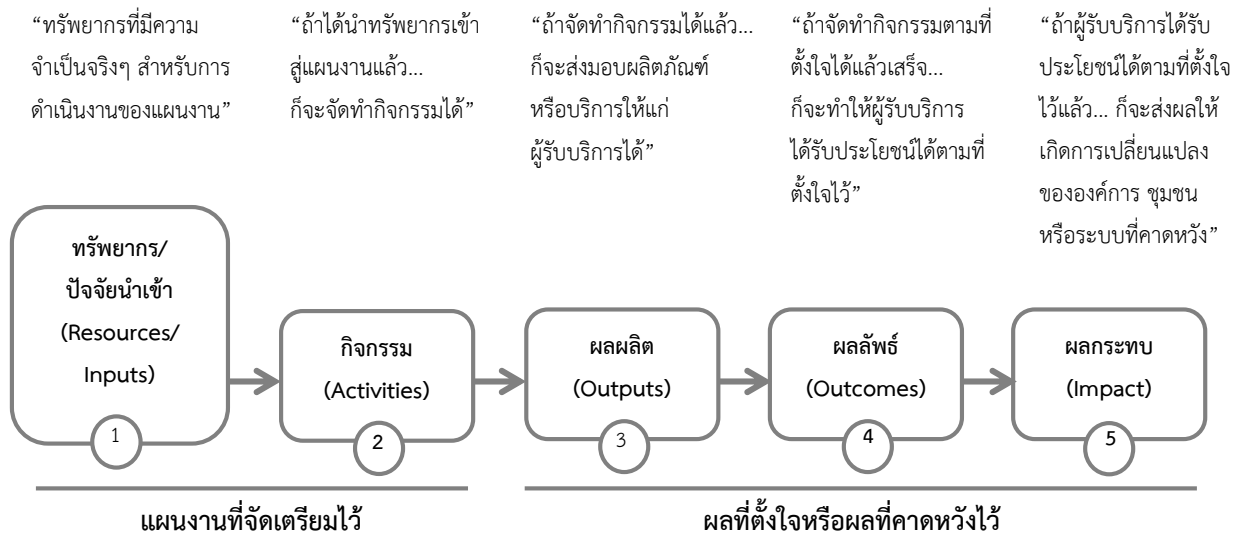 “ทรัพยากรที่มีความ
จำเป็นจริงๆ สำหรับการ
ดำเนินงานของแผนงาน”
“ถ้าได้นำทรัพยากรเข้า
สู่แผนงานแล้ว...
ก็จะจัดทำกิจกรรมได้”
“ถ้าจัดทำกิจกรรมได้แล้ว...
ก็จะส่งมอบผลิตภัณฑ์
หรือบริการให้แก่
ผู้รับบริการได้”
“ถ้าจัดทำกิจกรรมตามที่
ตั้งใจได้แล้วเสร็จ...
ก็จะทำให้ผู้รับบริการ
ได้รับประโยชน์ได้ตามที่
ตั้งใจไว้”
“ถ้าผู้รับบริการได้รับ
ประโยชน์ได้ตามที่ตั้งใจ
ไว้แล้ว... ก็จะส่งผลให้
เกิดการเปลี่ยนแปลง
ขององค์การ ชุมชน
หรือระบบที่คาดหวัง”
ทรัพยากร/
ปัจจัยนำเข้า
(Resources/
Inputs)
1
กิจกรรม
(Activities)
2
ผลผลิต
(Outputs)
3
ผลลัพธ์
(Outcomes)
4
ผลกระทบ
(Impact)
5
แผนงานที่จัดเตรียมไว้
ผลที่ตั้งใจหรือผลที่คาดหวังไว้